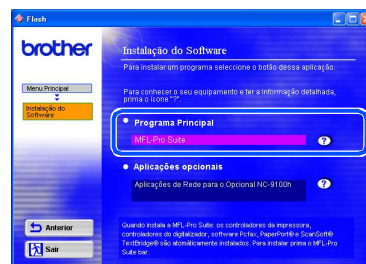 Flash
brother
Instalação do Software
Para instalar um programa seleccione o botão dessa aplicação.
Para conhecer o seu equipamento e ter a informação detalhada,
prima o ícone "?".
Menu Principal
Instalação do
Software
Programa Principal
MFL-Pro Suite
?
Aplicações opcionais
Aplicações de Rede para o Opcional NC-9100h
?
Quando instala a MFL-Pro Suite: os controladores da impressora,
controladores do digitalizador, software Pcfax, PaperPort® e ScanSoft®
TextBridge® são atomáticamente instalados. Para instalar prima o MFL-Pro
Suite bar.
Anterior
Sair